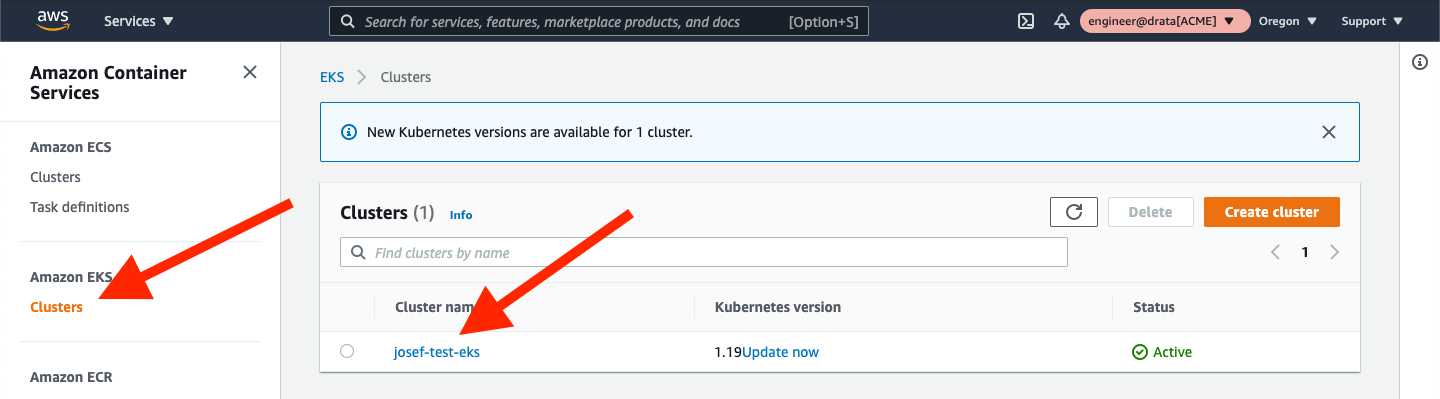 aws Services Search for services, features, marketplace products, and docs [Option+S] engineer@drata[ACME] Oregon Support
Amazon Container
Services
Amazon ECS
Clusters
Task definitions
Amazon EKS
Clusters
Amazon ECR
EKS Clusters
New Kubernetes versions are available for 1 cluster.
Clusters (1) Info Delete Create cluster
Find clusters by name 1
Cluster nam Kubernetes version Status
josef-test-eks 1.19Update now Active